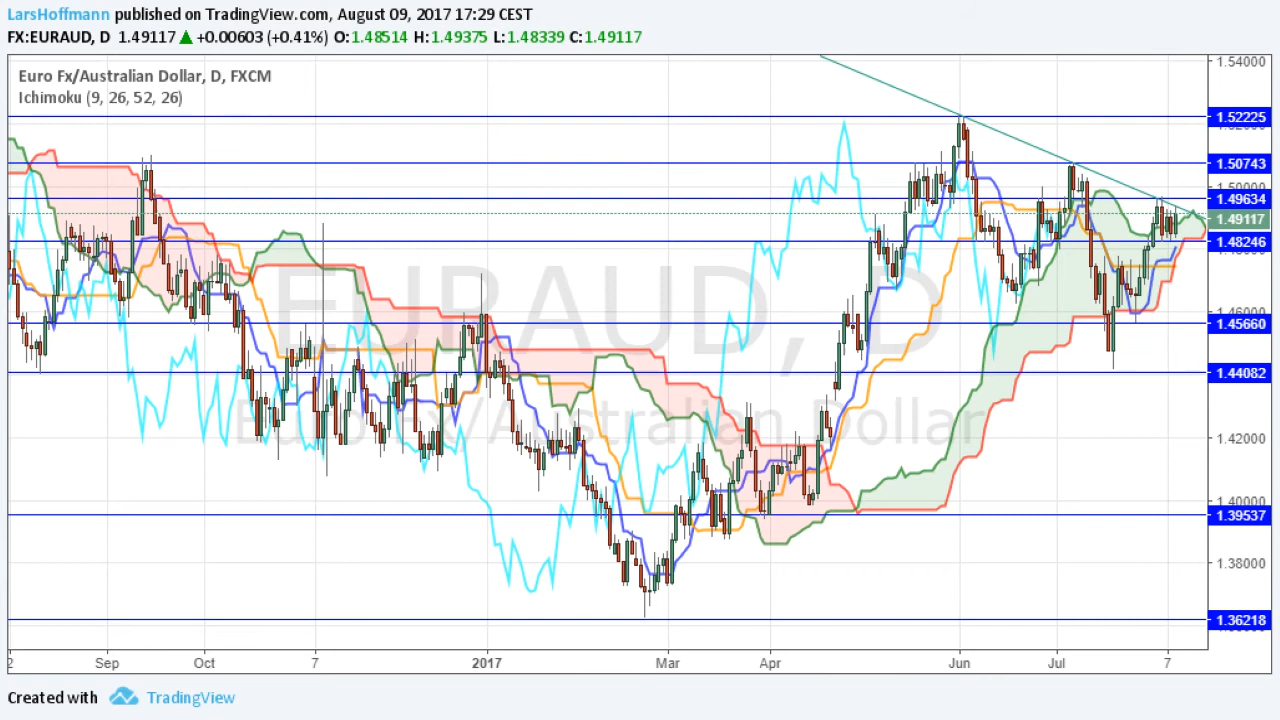 LarsHoffmann published on TradingView.com, August 09, 2017 17:29 CEST
FX:EURAUD, D 1.49117 ▲ +0.00603 (+0.41%) O:1.48514 H:1.49375 L:1.48339 C:1.49117
Euro Fx/Australian Dollar, D, FXCM
Ichimoku (9, 26, 52, 26)
EURAUD, D
Euro Fx/Australian Dollar
1.54000
1.52225
1.50743
1.50000
1.49634
1.49117
1.48246
1.46000
1.45660
1.44082
1.42000
1.40000
1.39537
1.38000
1.36218
2 Sep Oct 7 2017 Mar Apr Jun Jul 7
Created with TradingView